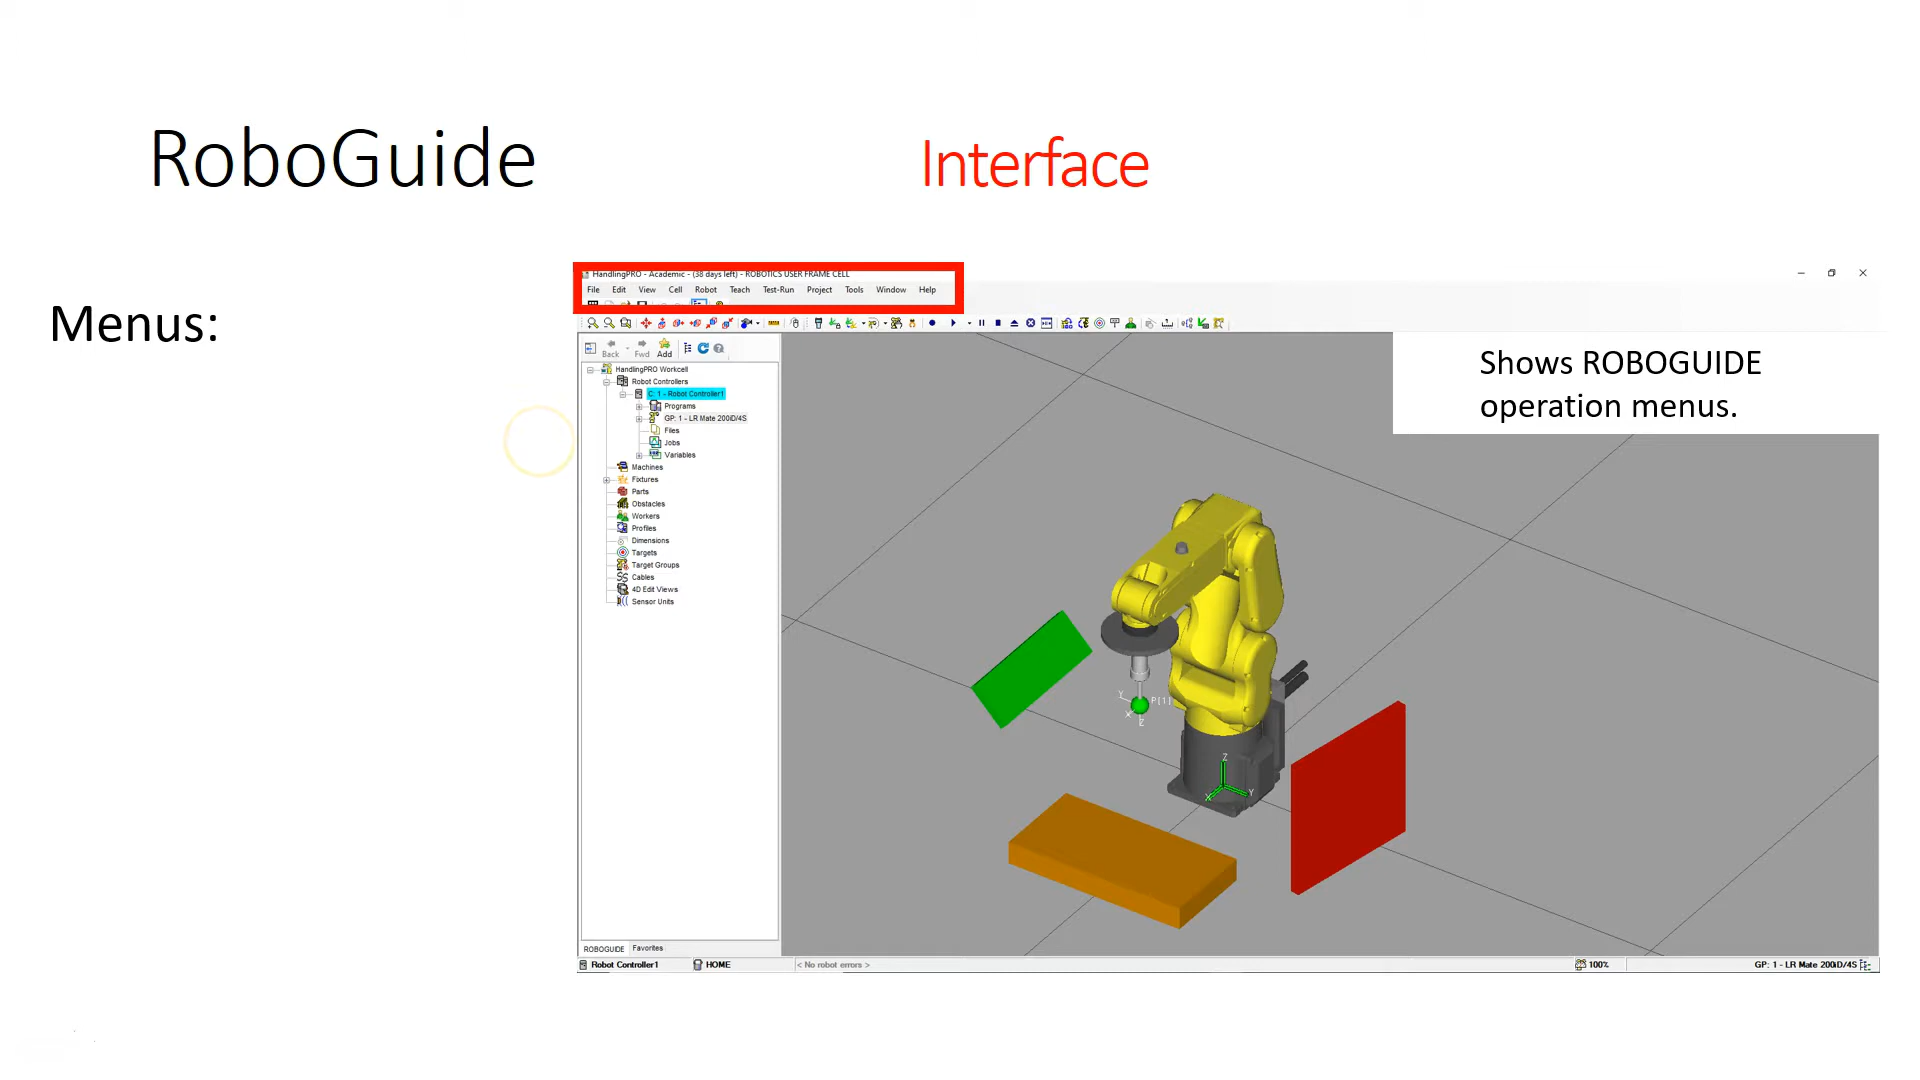 RoboGuide
Interface
Menus:
HandlingPRO - Academic - (38 days left) - ROBOTICS USER FRAME CELL
File Edit View Cell Robot Teach Test-Run Project Tools Window Help
Back Fwd Add
HandlingPRO Workcell
Robot Controllers
C: 1 - Robot Controller1
Programs
GP: 1 - LR Mate 200iD/4S
Files
Jobs
Variables
Machines
Fixtures
Parts
Obstacles
Workers
Profiles
Dimensions
Targets
Target Groups
Cables
4D Edit Views
Sensor Units
Shows ROBOGUIDE
operation menus.
Y P[1]
X
Z
Z
X Y
ROBOGUIDE Favorites
Robot Controller1 HOME < No robot errors > 100% GP: 1 - LR Mate 200iD/4S